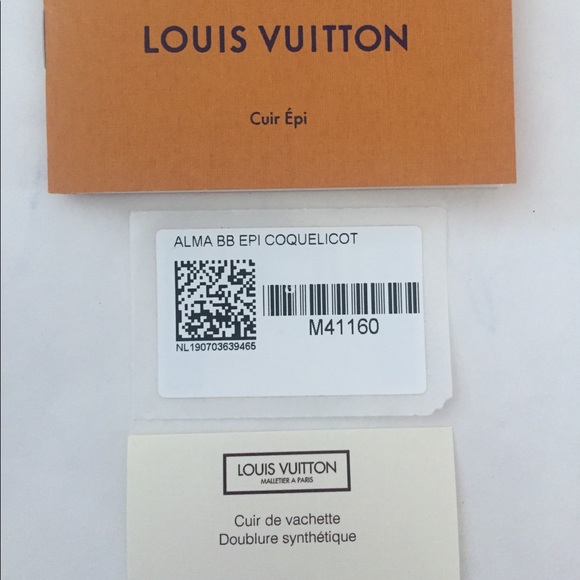 LOUIS VUITTON
Cuir Épi
ALMA BB EPI COQUELICOT
M41160
NL190703639465
LOUIS VUITTON
MALLETIER A PARIS
Cuir de vachette
Doublure synthétique